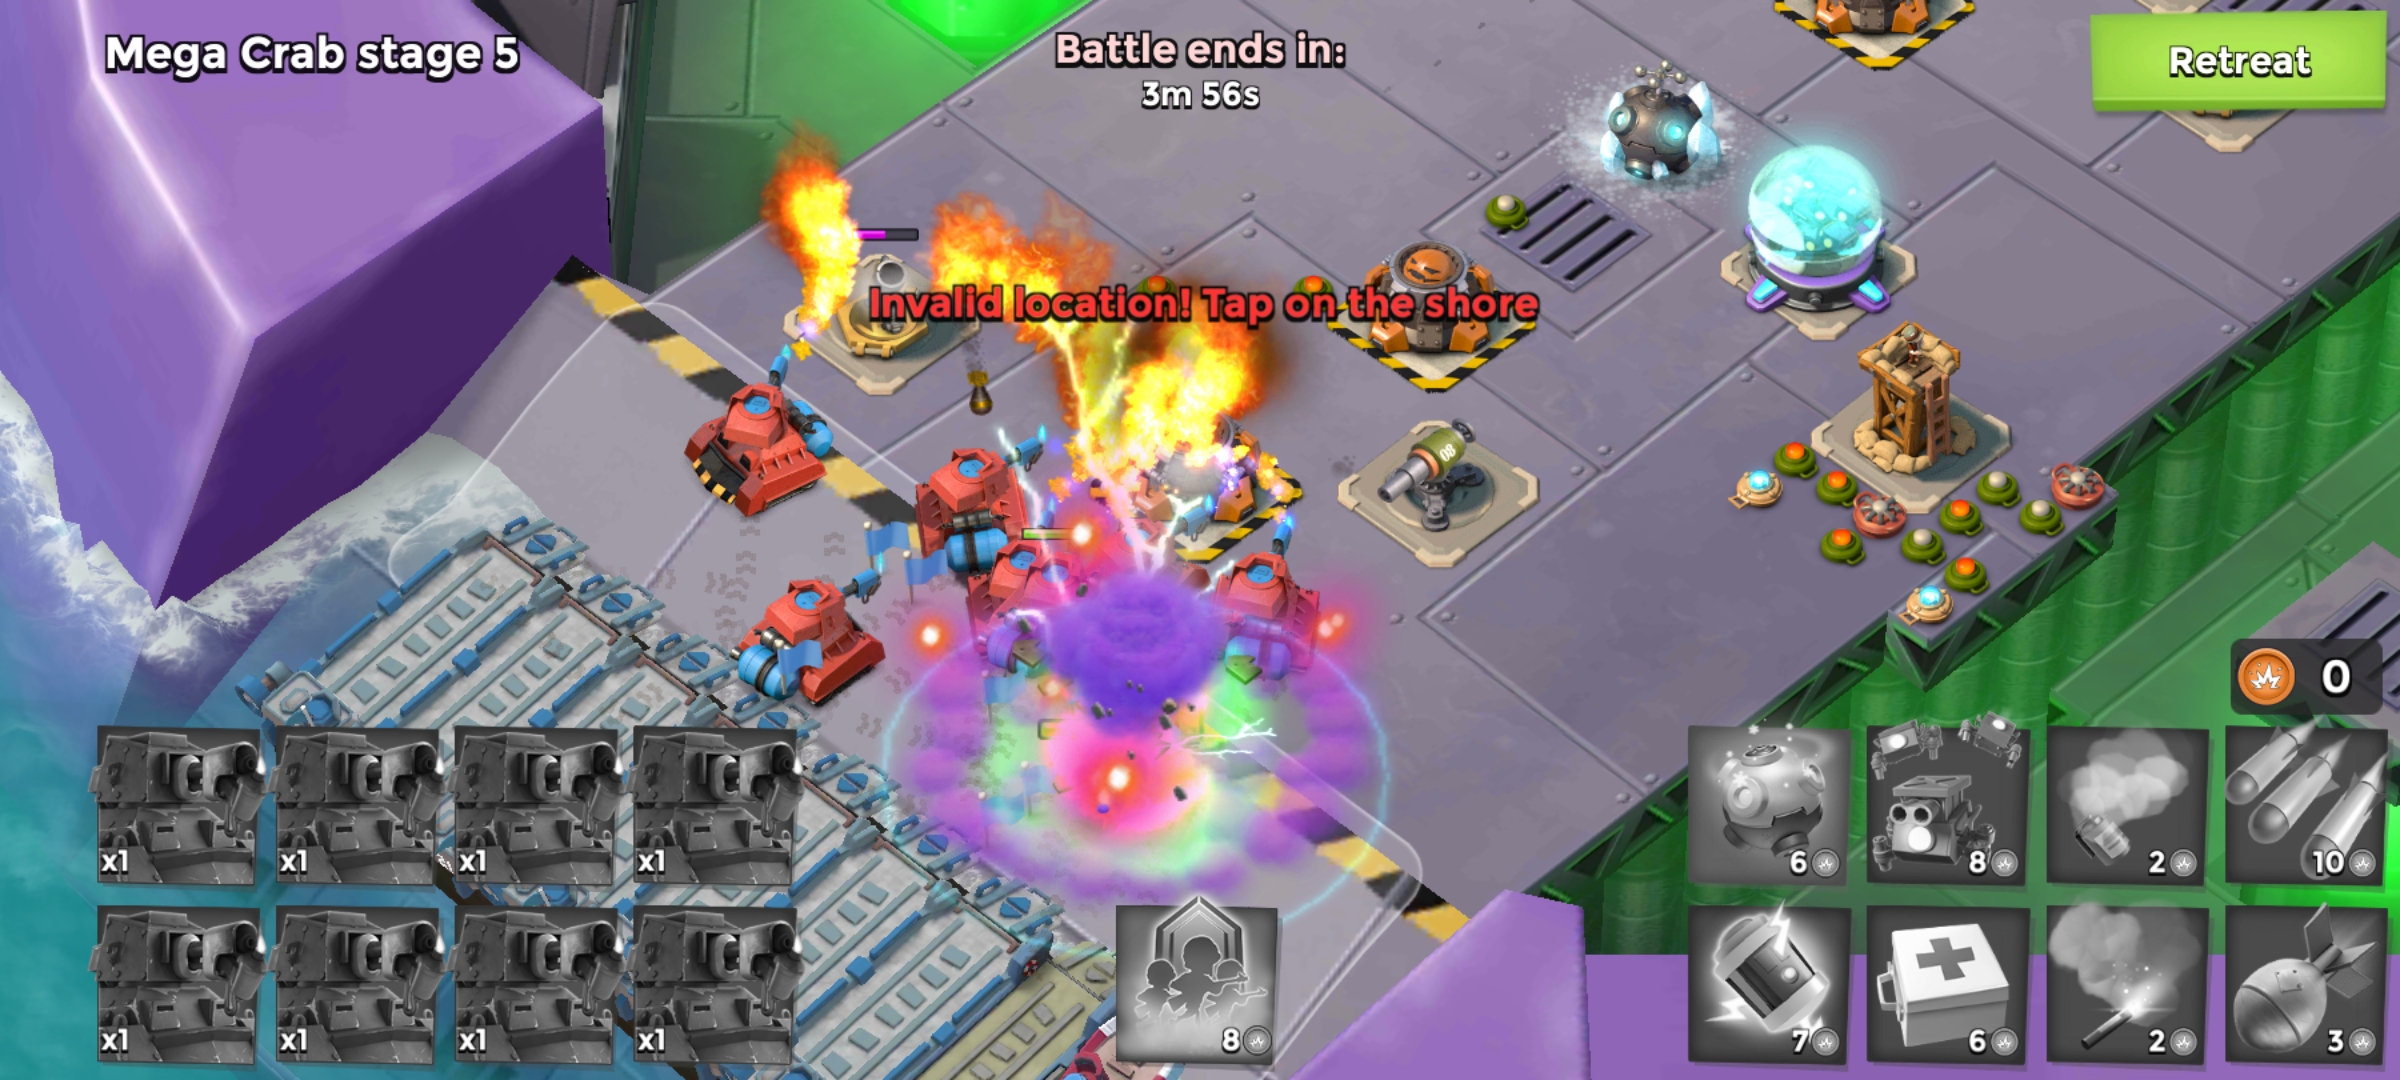 Mega Crab stage 5
Battle ends in:
3m 56s
Retreat
Invalid location! Tap on the shore
08
0
x1
x1
x1
x1
6
8
2
10
x1
x1
x1
x1
8
7
6
2
3